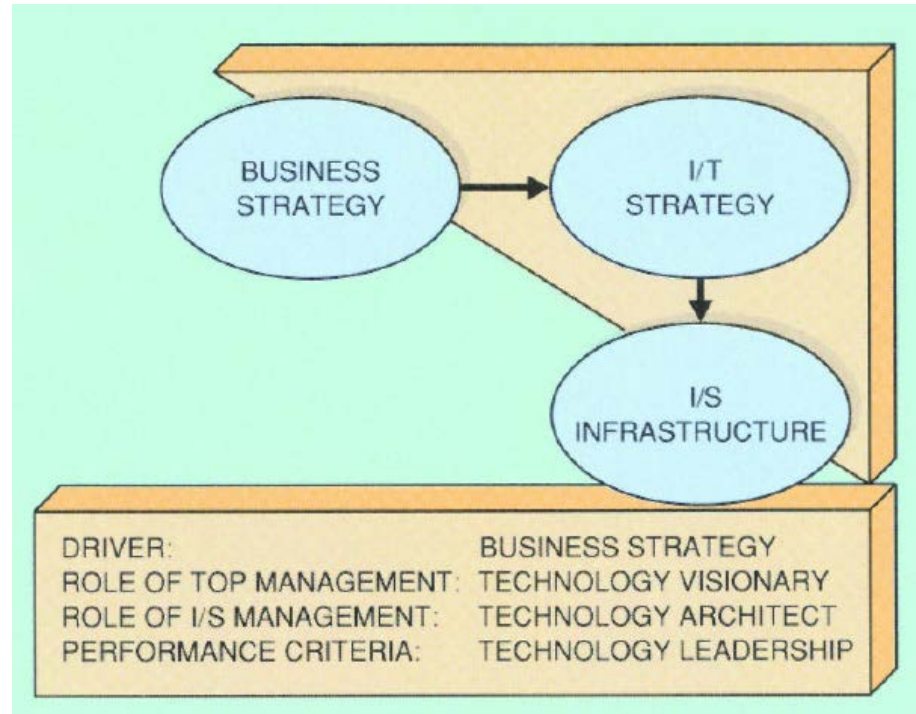 BUSINESS
STRATEGY
I/T
STRATEGY
I/S
INFRASTRUCTURE
DRIVER: BUSINESS STRATEGY
ROLE OF TOP MANAGEMENT: TECHNOLOGY VISIONARY
ROLE OF I/S MANAGEMENT: TECHNOLOGY ARCHITECT
PERFORMANCE CRITERIA: TECHNOLOGY LEADERSHIP